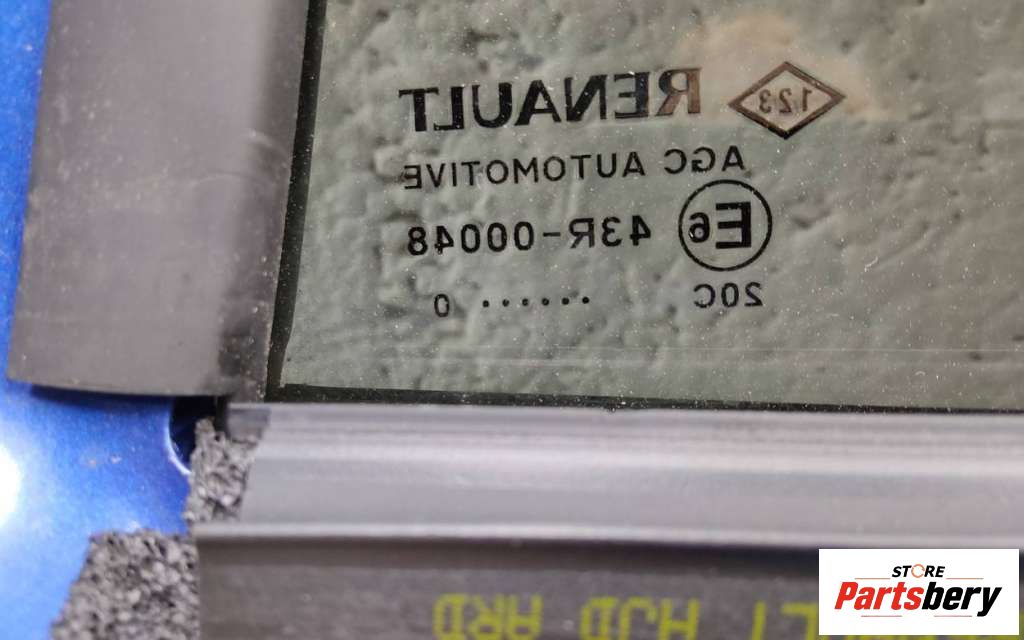 123 RENAULT
AGC AUTOMOTIVE
E6 43R-00048
20C ...... 0
STORE
Partsbery